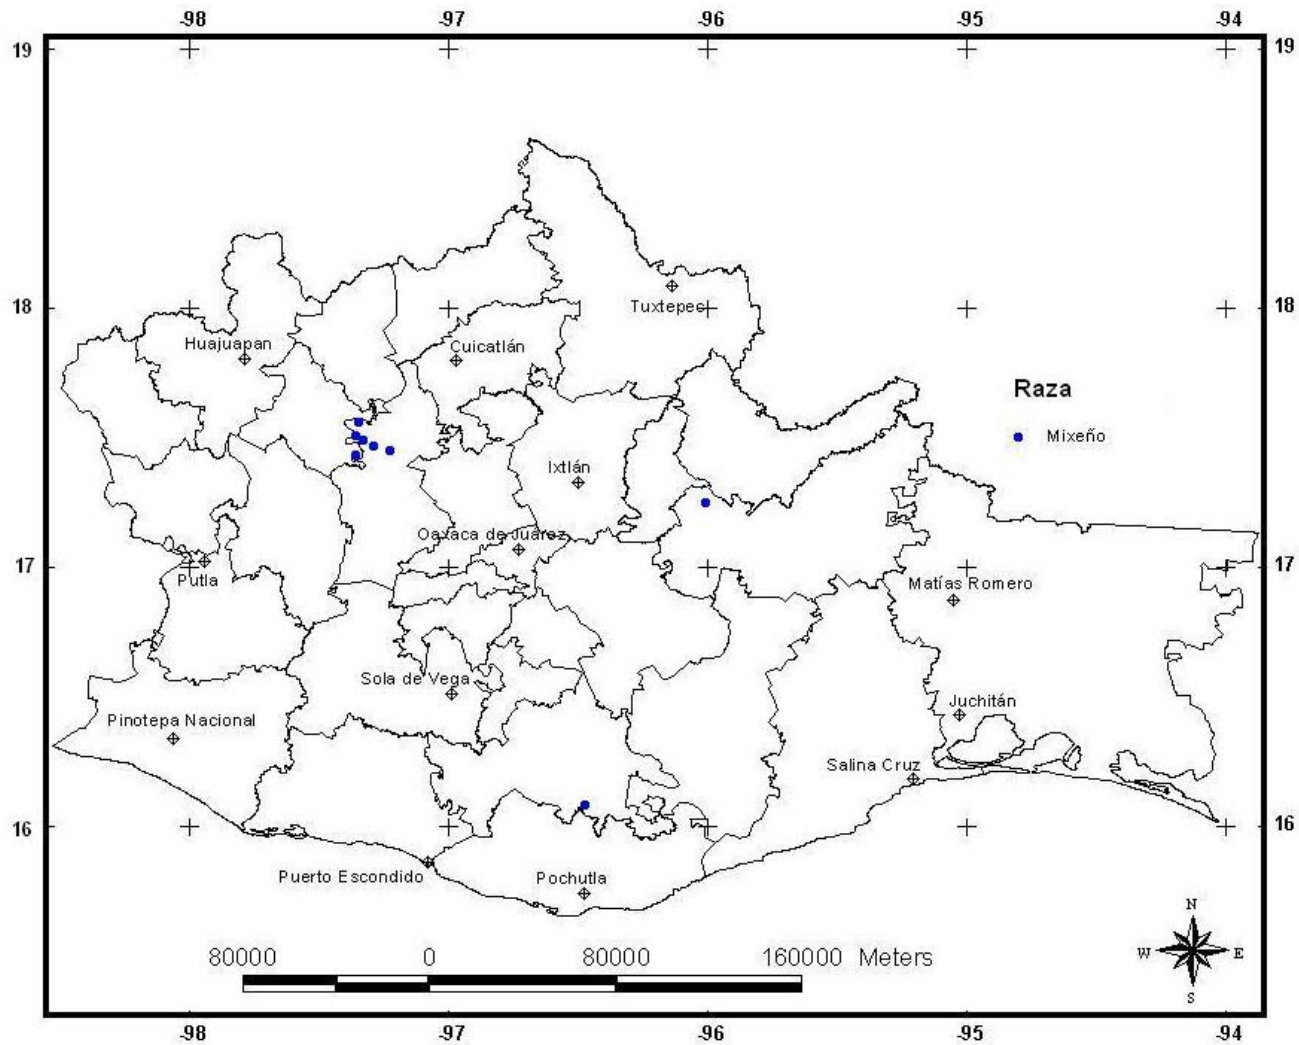 -98 -97 -96 -95 -94
19 19
18 18
Tuxtepec
Huajuapan
Cuicatlán
Raza
Mixeño
Ixtlán
Oaxaca de Juárez
17 17
Putla
Matías Romero
Sola de Vega
Pinotepa Nacional
Juchitán
Salina Cruz
16 16
Puerto Escondido
Pochutla
N
W E
S
80000 0 80000 160000 Meters
-98 -97 -96 -95 -94